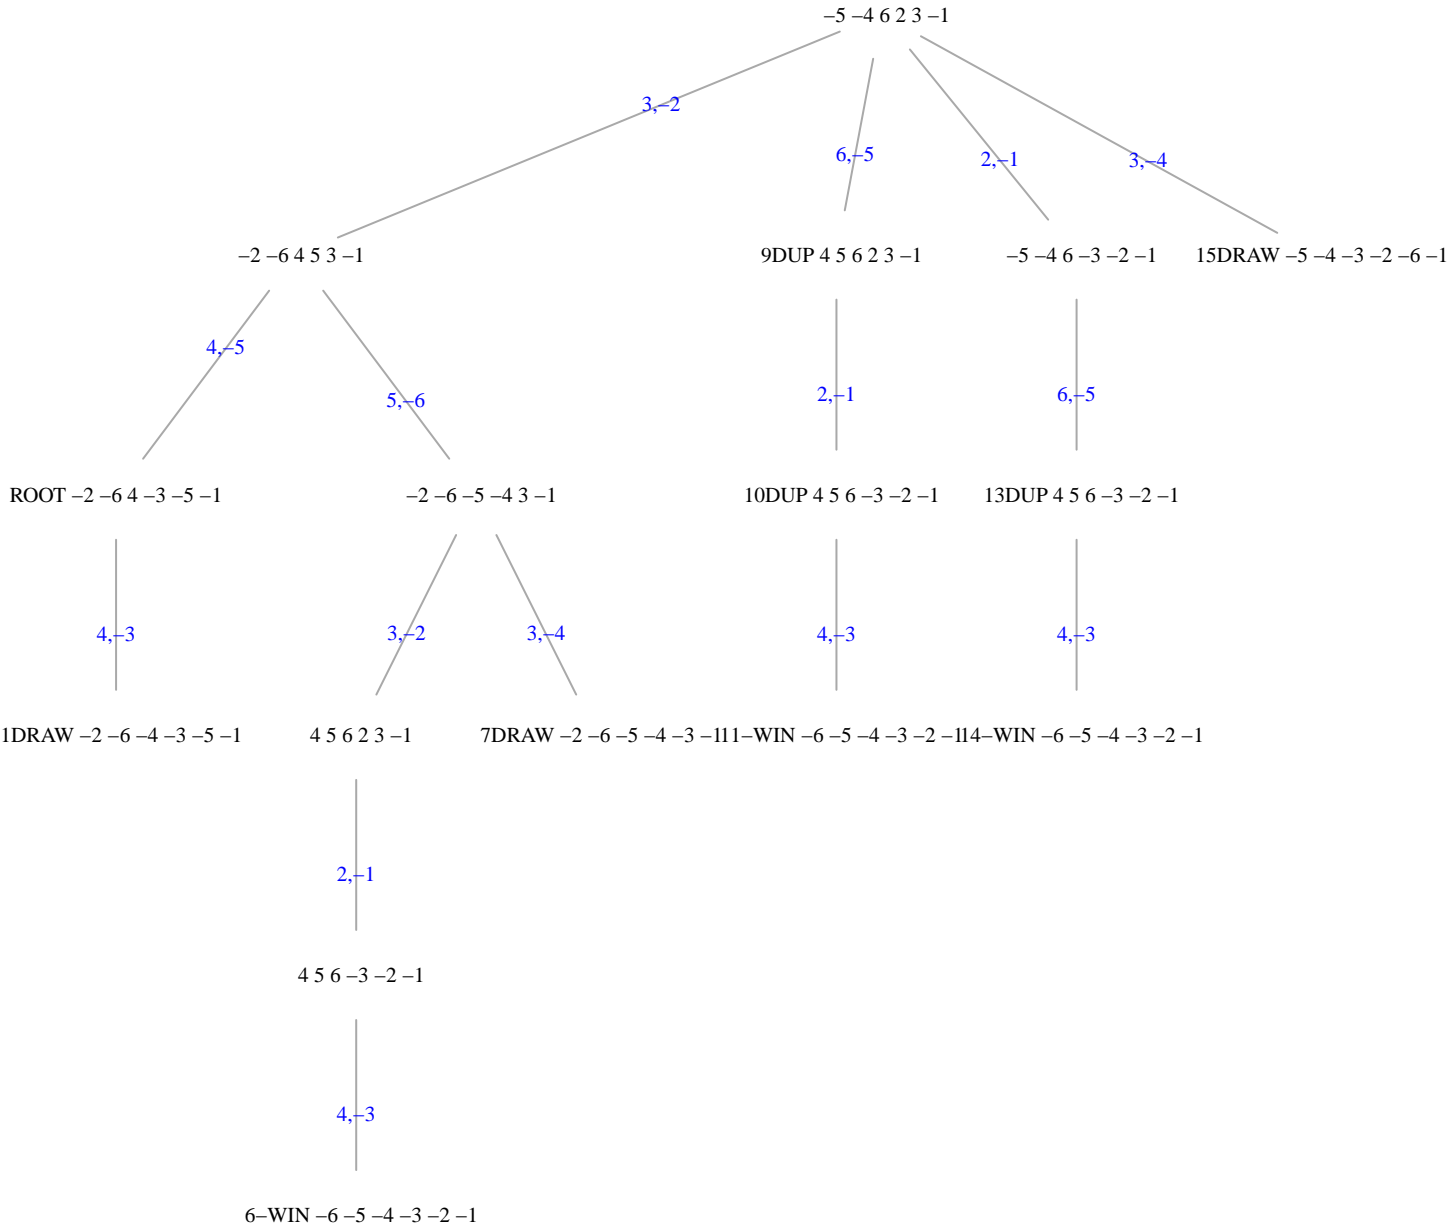 –5 –4 6 2 3 –1
3,–2
6,–5
2,–1
3,–4
–2 –6 4 5 3 –1
9DUP 4 5 6 2 3 –1
–5 –4 6 –3 –2 –1
15DRAW –5 –4 –3 –2 –6 –1
4,–5
5,–6
2,–1
6,–5
ROOT –2 –6 4 –3 –5 –1
–2 –6 –5 –4 3 –1
10DUP 4 5 6 –3 –2 –1
13DUP 4 5 6 –3 –2 –1
4,–3
3,–2
3,–4
4,–3
4,–3
1DRAW –2 –6 –4 –3 –5 –1
4 5 6 2 3 –1
7DRAW –2 –6 –5 –4 –3 –1
11–WIN –6 –5 –4 –3 –2 –1
14–WIN –6 –5 –4 –3 –2 –1
2,–1
4 5 6 –3 –2 –1
4,–3
6–WIN –6 –5 –4 –3 –2 –1